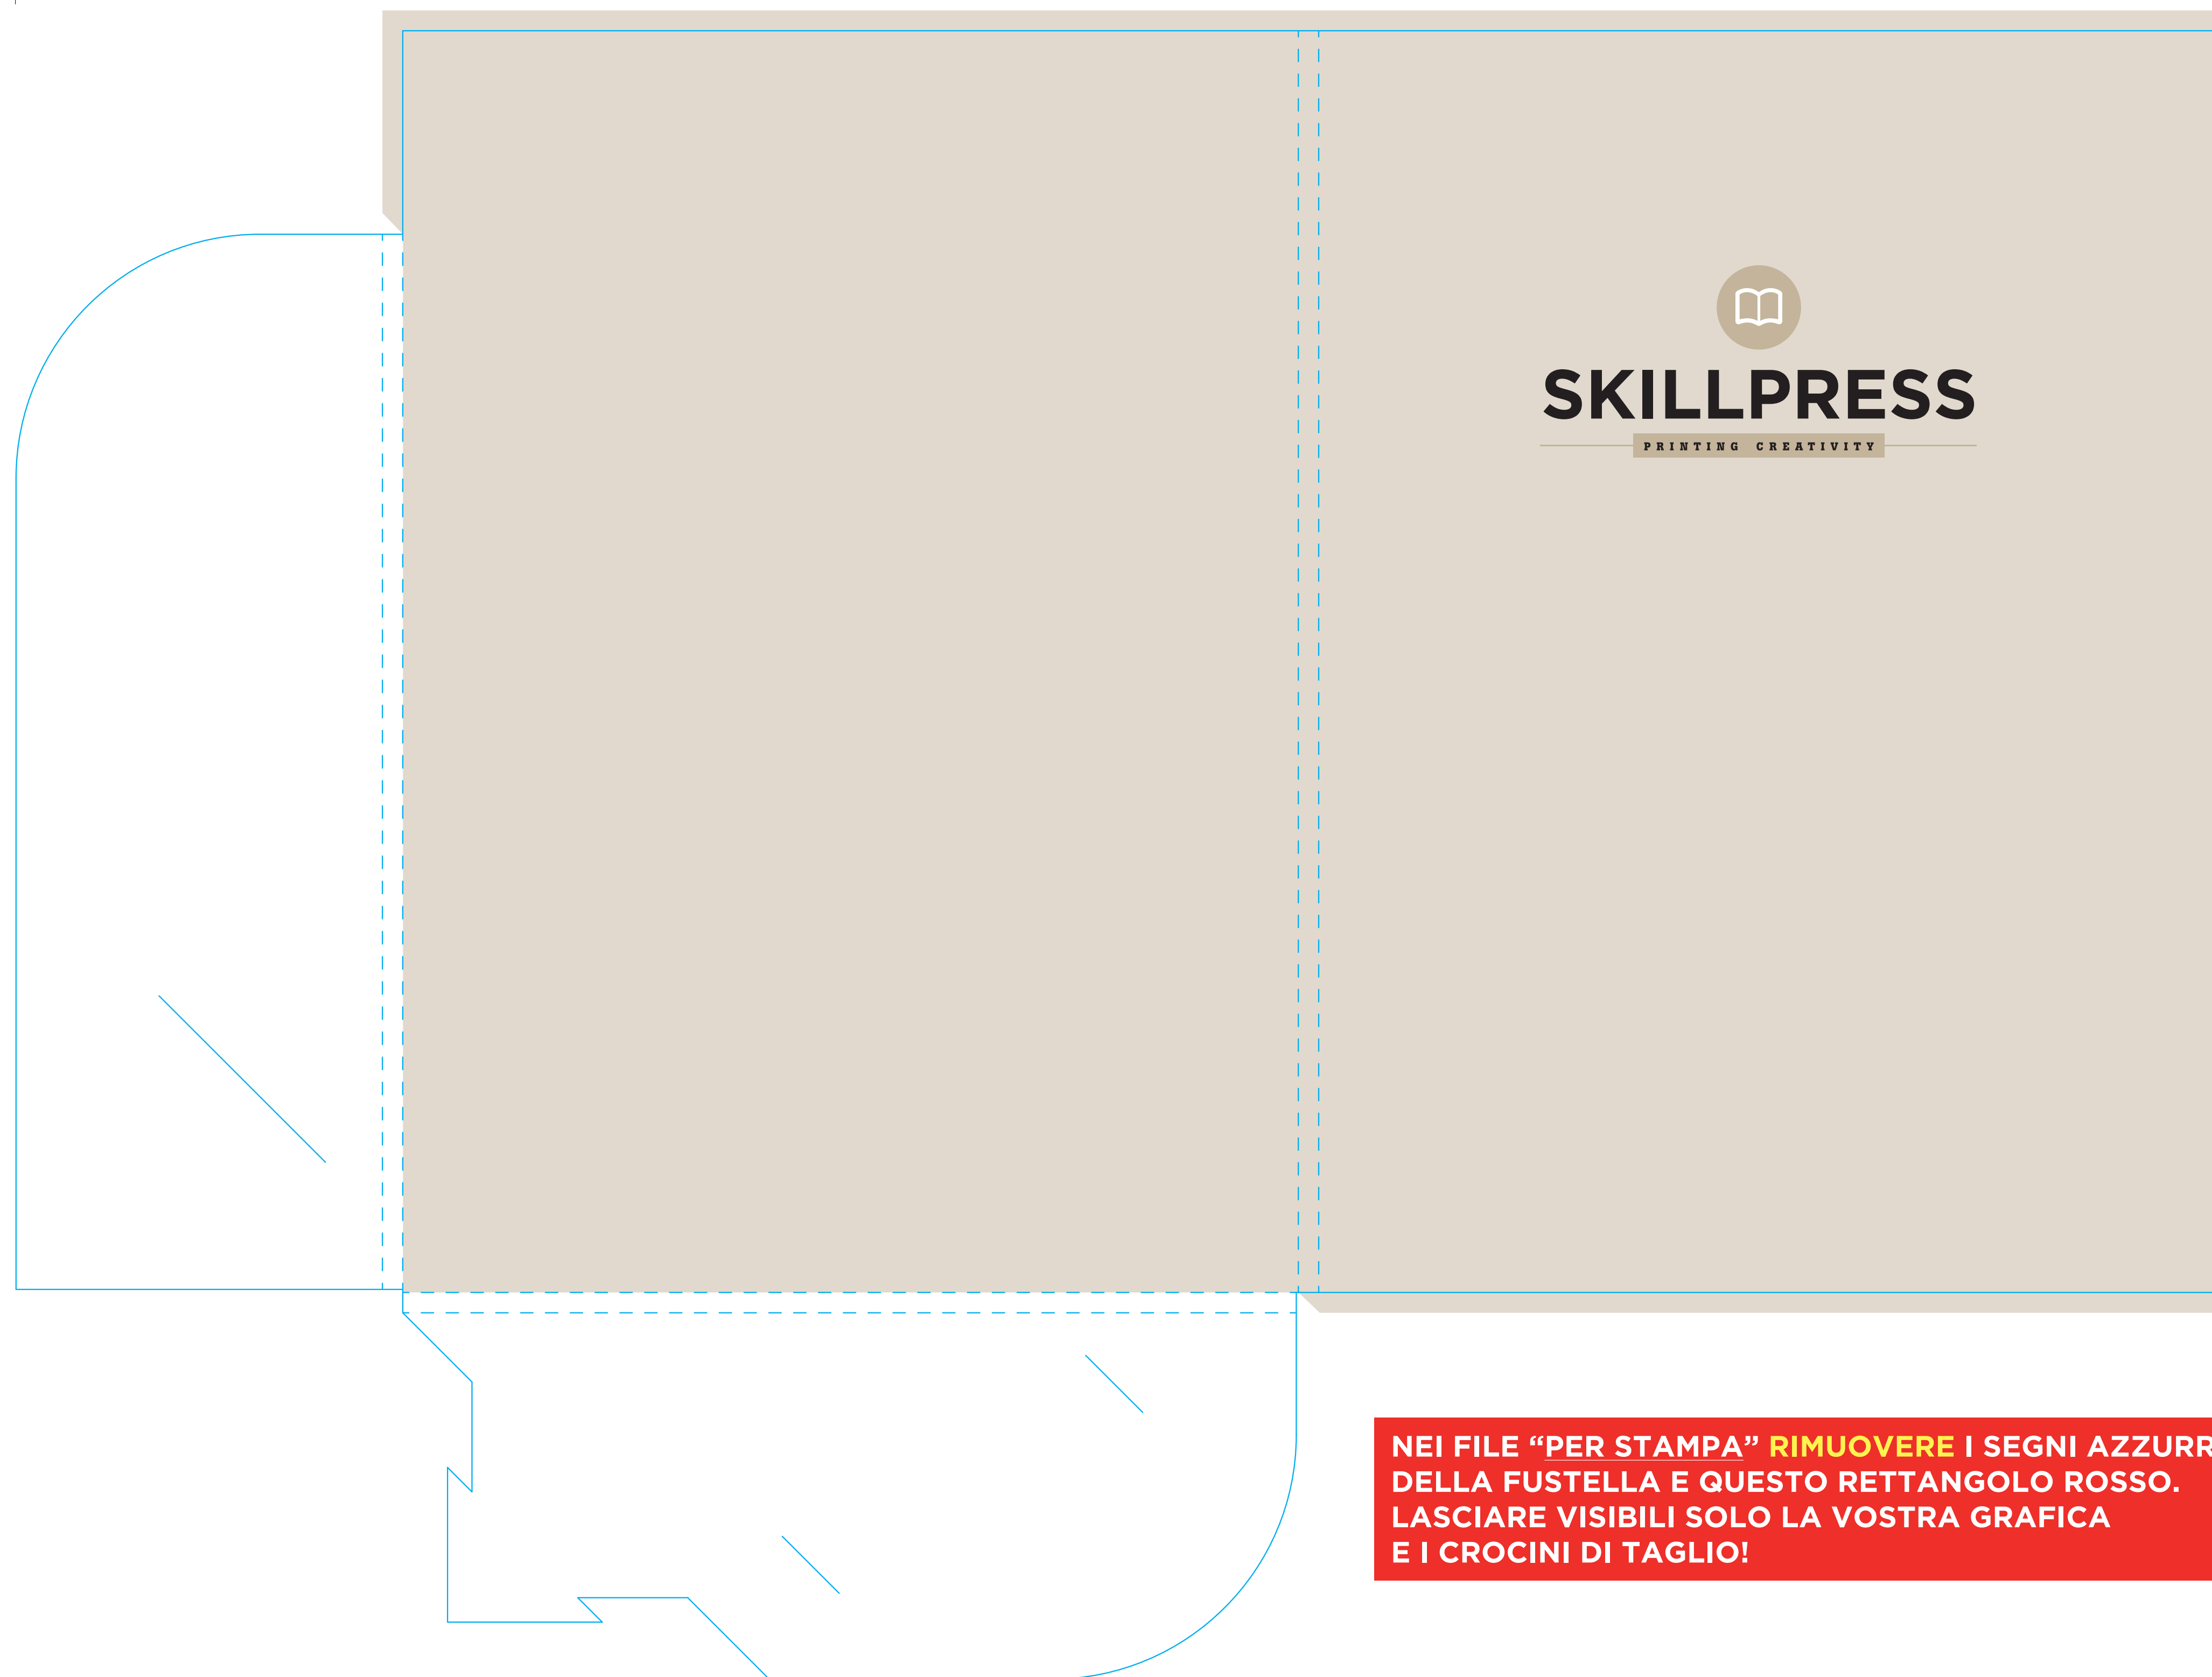 SKILLPRESS
PRINTING CREATIVITY
NEI FILE “PER STAMPA” RIMUOVERE I SEGNI
DELLA FUSTELLA E QUESTO RETTANGOLO ROSSO.
LASCIARE VISIBILI SOLO LA VOSTRA GRAFICA
E I CROCINI DI TAGLIO!